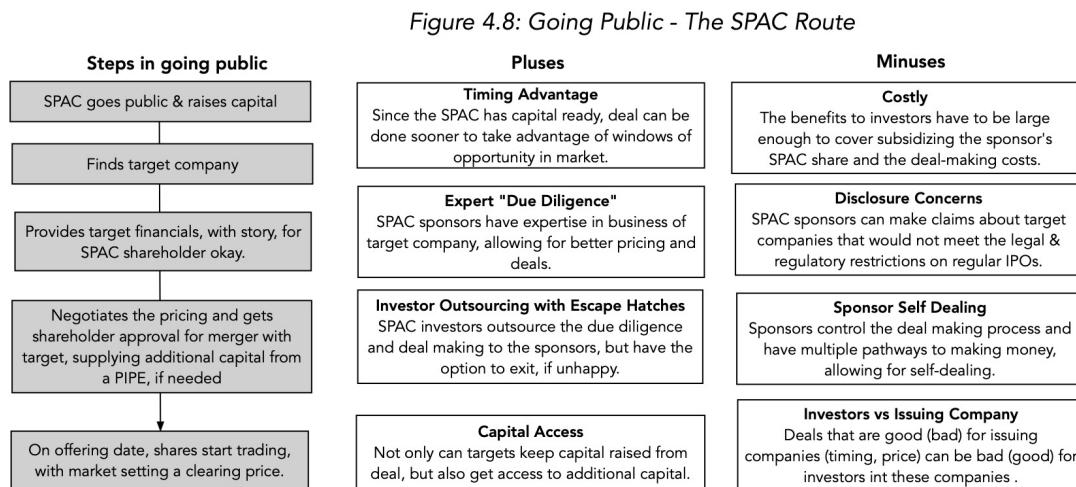 Figure 4.8: Going Public - The SPAC Route
Steps in going public
SPAC goes public & raises capital
Finds target company
Provides target financials, with story, for
SPAC shareholder okay.
Negotiates the pricing and gets
shareholder approval for merger with
target, supplying additional capital from
a PIPE, if needed
On offering date, shares start trading,
with market setting a clearing price.
Pluses
Timing Advantage
Since the SPAC has capital ready, deal can be
done sooner to take advantage of windows of
opportunity in market.
Expert "Due Diligence"
SPAC sponsors have expertise in business of
target company, allowing for better pricing and
deals.
Investor Outsourcing with Escape Hatches
SPAC investors outsource the due diligence
and deal making to the sponsors, but have the
option to exit, if unhappy.
Capital Access
Not only can targets keep capital raised from
deal, but also get access to additional capital.
Minuses
Costly
The benefits to investors have to be large
enough to cover subsidizing the sponsor's
SPAC share and the deal-making costs.
Disclosure Concerns
SPAC sponsors can make claims about target
companies that would not meet the legal &
regulatory restrictions on regular IPOs.
Sponsor Self Dealing
Sponsors control the deal making process and
have multiple pathways to making money,
allowing for self-dealing.
Investors vs Issuing Company
Deals that are good (bad) for issuing
companies (timing, price) can be bad (good) for
investors int these companies .